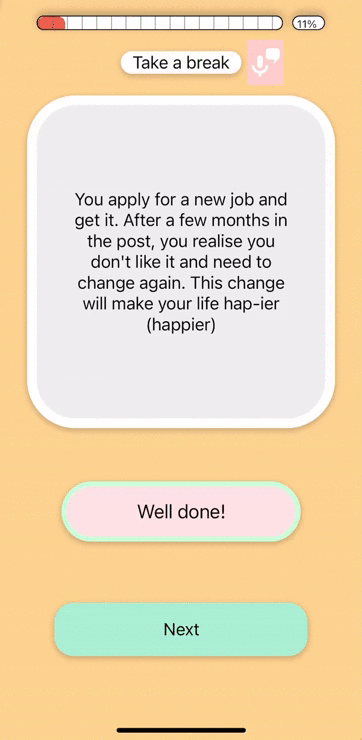 11%
Take a break
You apply for a new job and
get it. After a few months in
the post, you realise you
don't like it and need to
change again. This change
will make your life hap-ier
(happier)
Well done!
Next